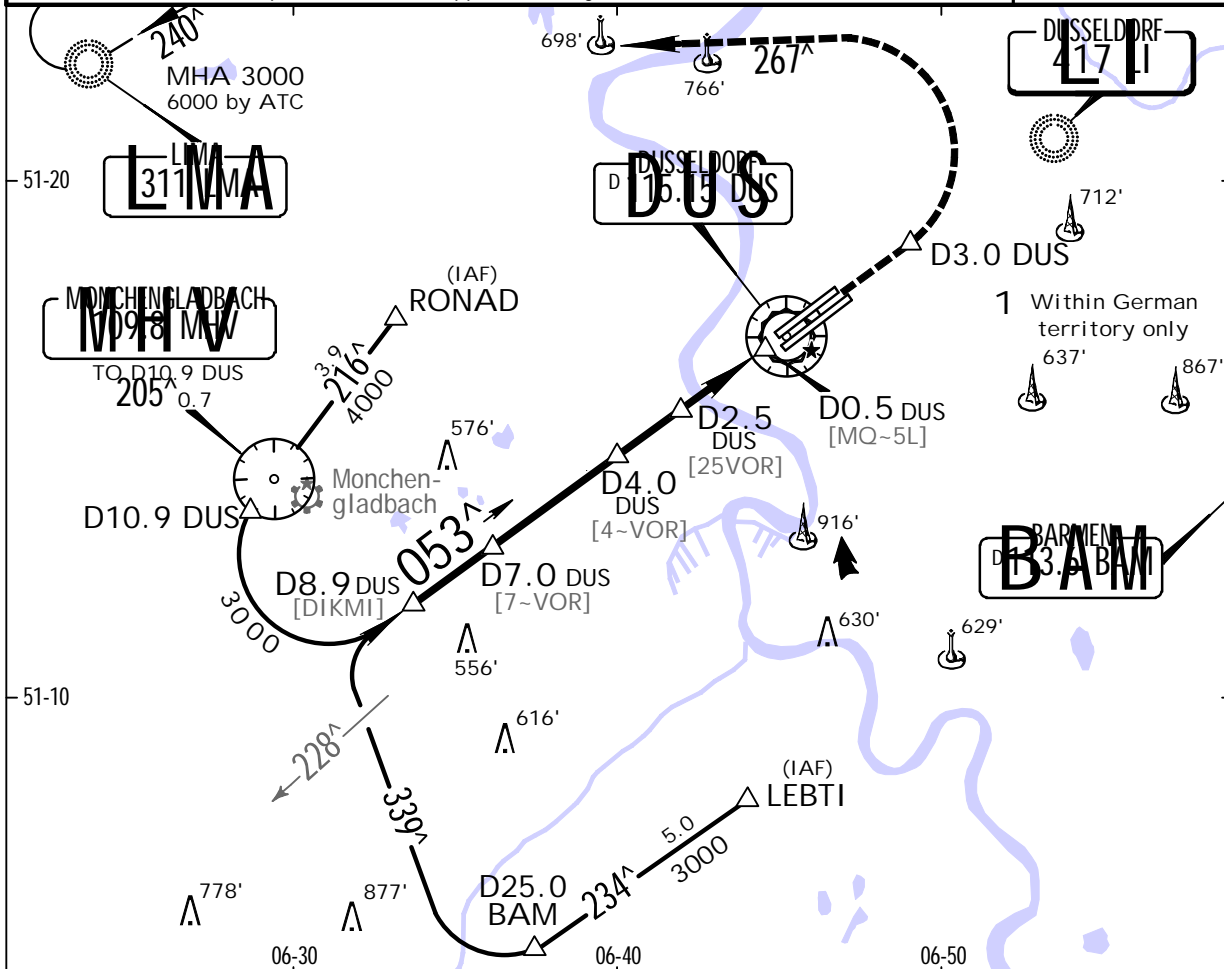 240^
MHA 3000
6000 by ATC
698'
766'
267^
DUSSELDORF
417 LI
L I
LIMA
311 LMA
L M A
51-20
DUSSELDORF
D 116.15 DUS
D U S
712'
D3.0 DUS
(IAF)
RONAD
MONCHENGLADBACH
109.8 MHV
M H V
TO D10.9 DUS
205^ 0.7
3.9
216^
4000
1 Within German
territory only
637'
867'
D0.5 DUS
[MQ~5L]
D2.5
DUS
[25VOR]
576'
Monchen-
gladbach
D4.0
DUS
[4~VOR]
D10.9 DUS
053^
916'
BARMEN
B A M
D7.0 DUS
[7~VOR]
D8.9 DUS
[DIKMI]
3000
556'
630'
629'
51-10
616'
228^
339^
(IAF)
LEBTI
5.0
3000
234^
D25.0
BAM
778'
877'
06-30
06-40
06-50